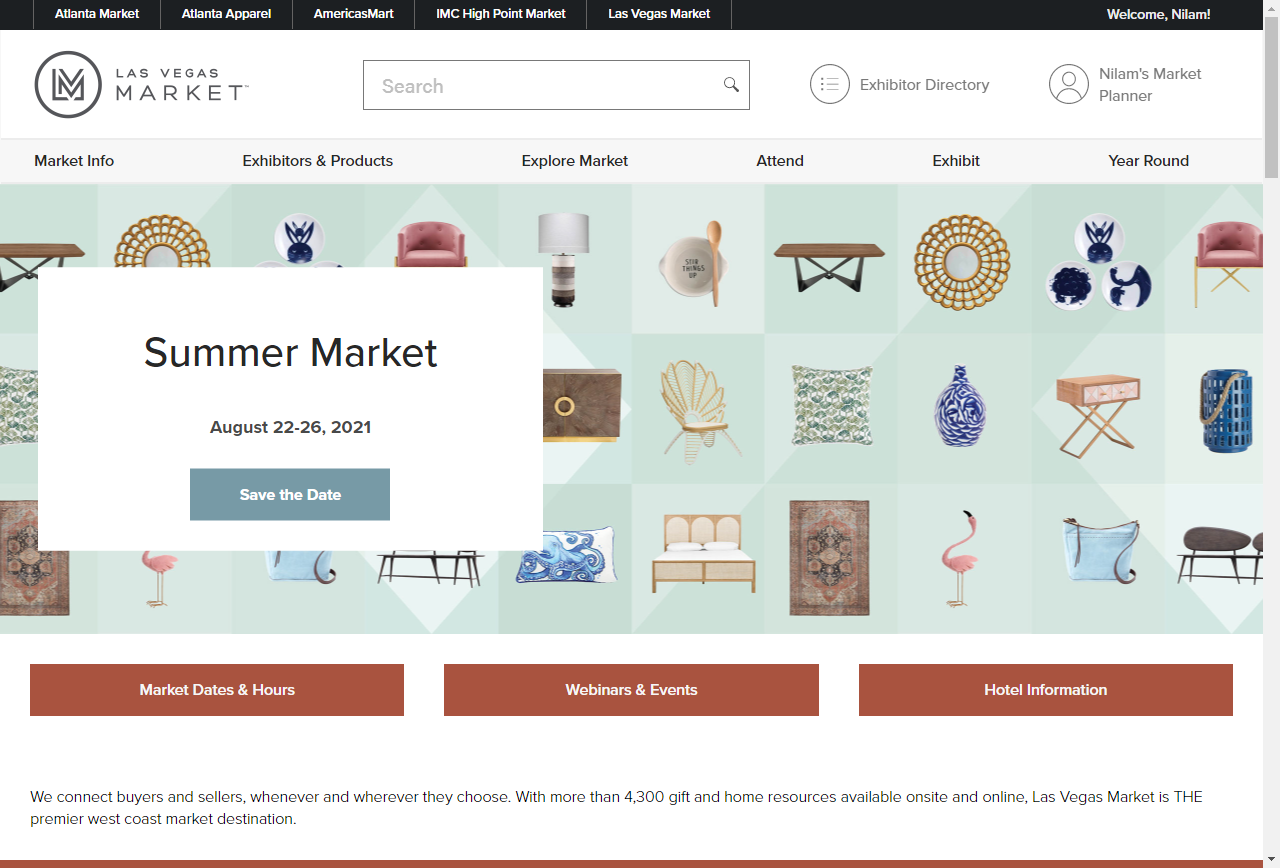 Atlanta Market
Atlanta Apparel
AmericasMart
IMC High Point Market
Las Vegas Market
Welcome, Nilam!
LM
LAS VEGAS
MARKET™
Search
Exhibitor Directory
Nilam's Market
Planner
Market Info
Exhibitors & Products
Explore Market
Attend
Exhibit
Year Round
STIR
THINGS
UP
Summer Market
August 22-26, 2021
Save the Date
Market Dates & Hours
Webinars & Events
Hotel Information
We connect buyers and sellers, whenever and wherever they choose. With more than 4,300 gift and home resources available onsite and online, Las Vegas Market is THE
premier west coast market destination.